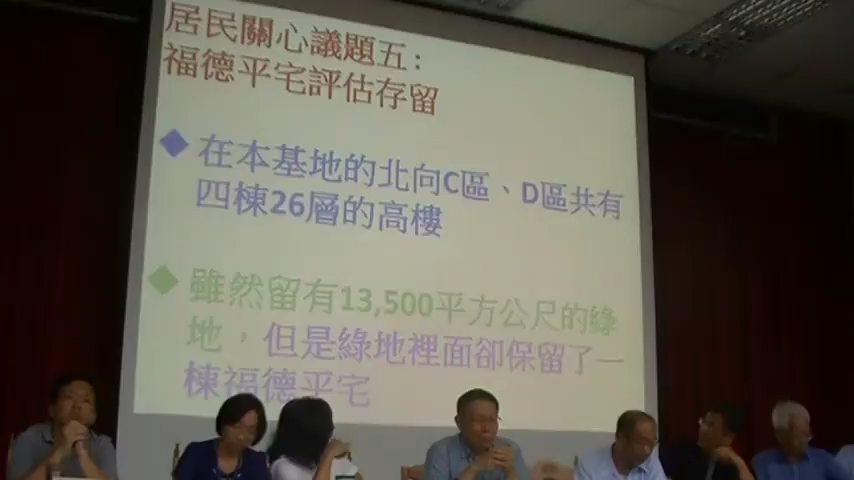 居民關心議題五:
福德平宅評估存留
在本基地的北向C區、D區共有
四棟26層的高樓
雖然留有13,500平方公尺的綠
地，但是綠地裡面卻保留了一
棟福德平宅